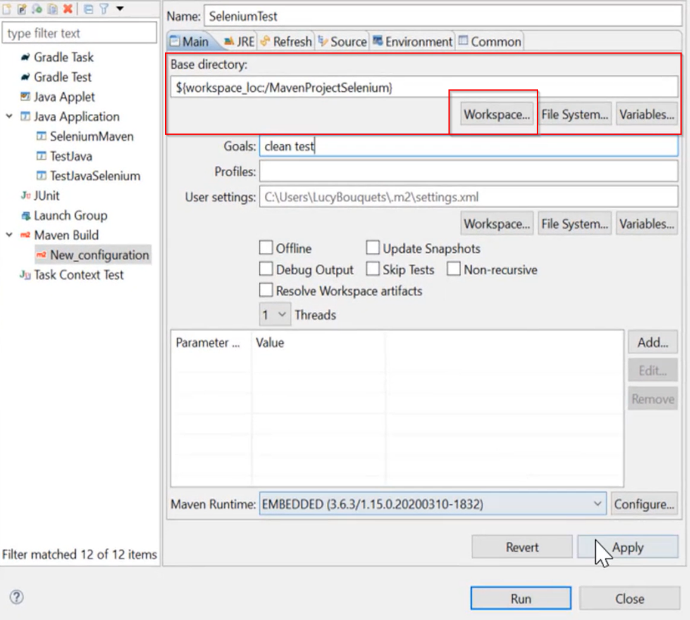 Name: SeleniumTest
type filter text
Main JRE Refresh Source Environment Common
Gradle Task
Gradle Test
Java Applet
Java Application
SeleniumMaven
TestJava
TestJavaSelenium
JUnit
Launch Group
Maven Build
New_configuration
Task Context Test
Filter matched 12 of 12 items
Base directory:
${workspace_loc:/MavenProjectSelenium}
Workspace... File System... Variables...
Goals: clean test
Profiles:
User settings: C:\Users\LucyBouquets\.m2\settings.xml
Workspace... File System... Variables...
Offline Update Snapshots
Debug Output Skip Tests Non-recursive
Resolve Workspace artifacts
1 Threads
Parameter ... Value Add...
Edit...
Remove
Maven Runtime: EMBEDDED (3.6.3/1.15.0.20200310-1832) Configure...
Revert Apply
Run Close